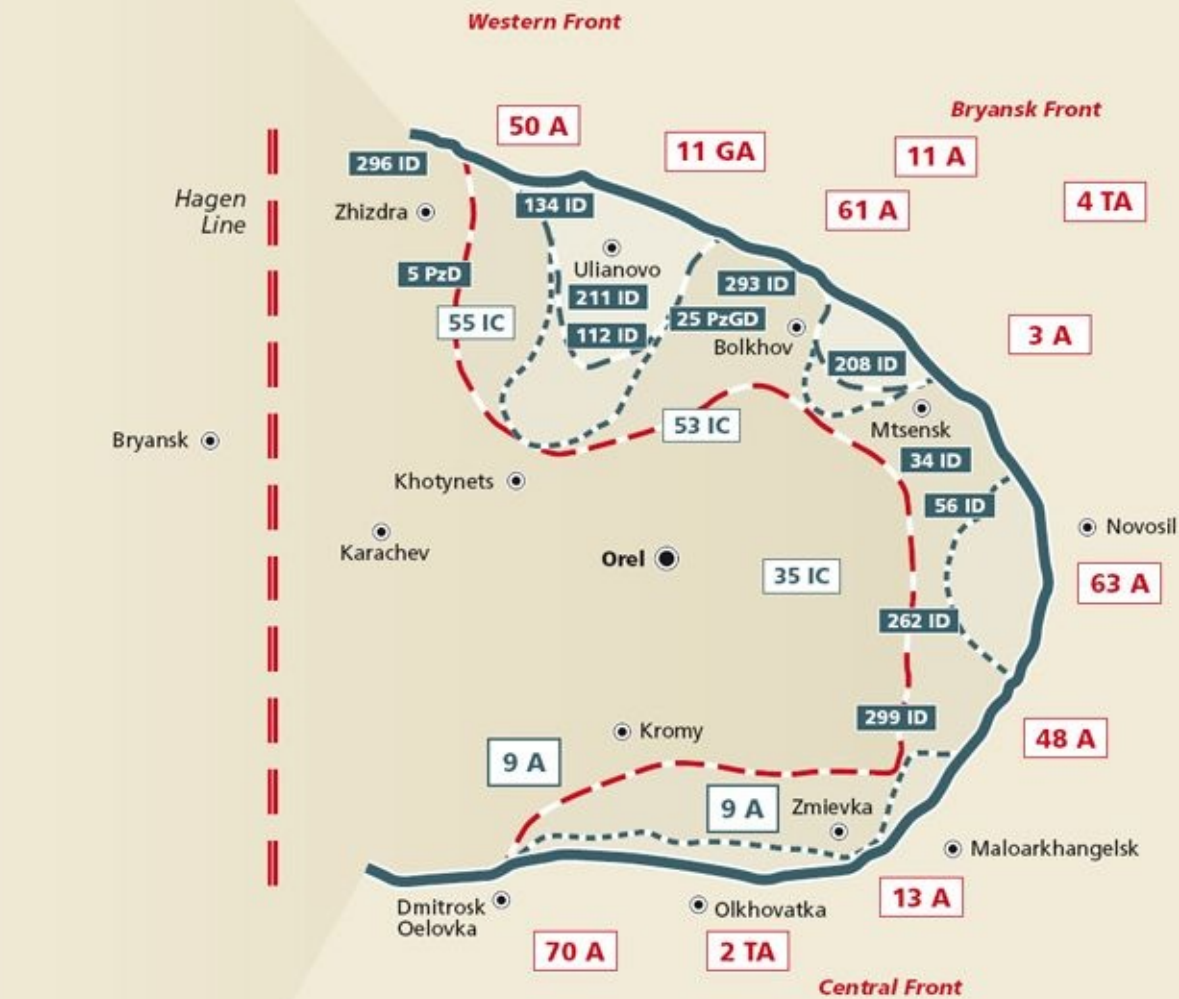 Western Front
Bryansk Front
50 A
11 GA
11 A
296 ID
Hagen
Line
Zhizdra
134 ID
61 A
4 TA
Ulianovo
5 PzD
211 ID
293 ID
55 IC
112 ID
25 PzGD
Bolkhov
3 A
208 ID
53 IC
Mtsensk
Bryansk
34 ID
Khotynets
56 ID
Karachev
Novosil
Orel
35 IC
63 A
262 ID
299 ID
Kromy
48 A
9 A
9 A
Zmievka
Maloarkhangelsk
Dmitrosk
Oelovka
Olkhovatka
13 A
70 A
2 TA
Central Front